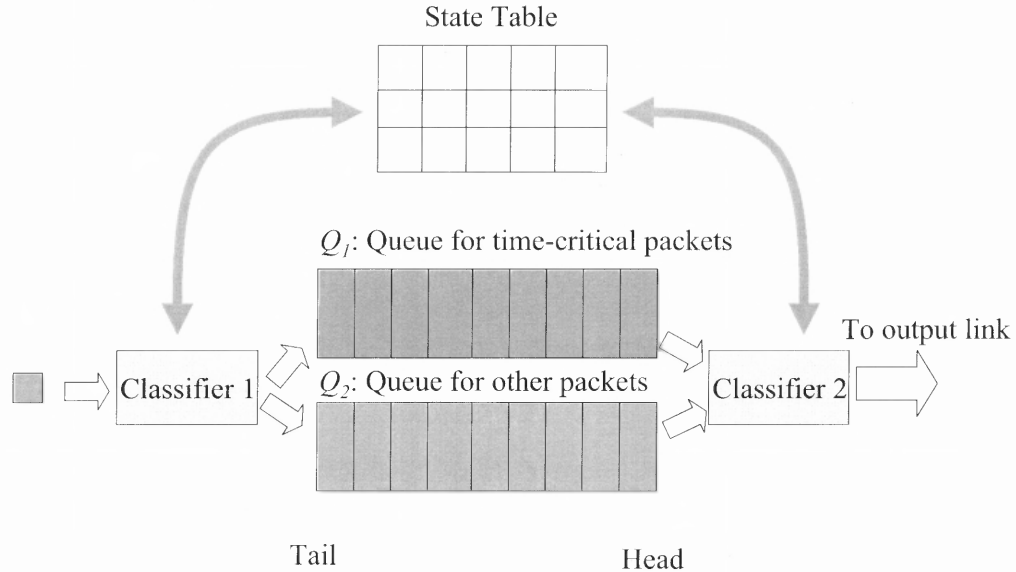 State Table
Q1: Queue for time-critical packets
To output link
Classifier 1
Q2: Queue for other packets
Classifier 2
Tail
Head